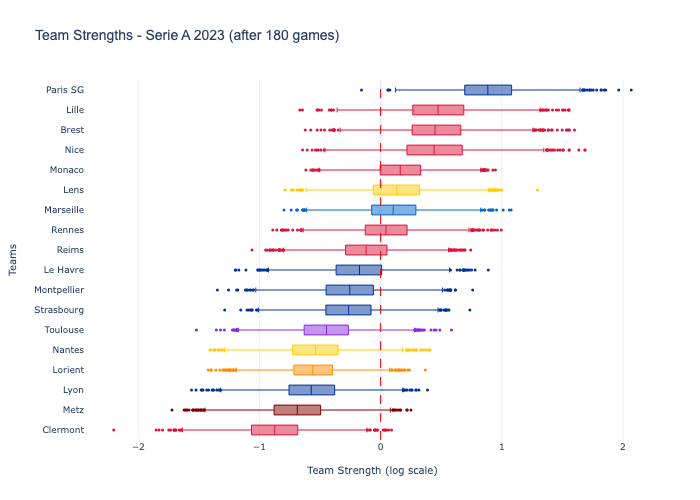 Team Strengths - Serie A 2023 (after 180 games)
Paris SG
Lille
Brest
Nice
Monaco
Lens
Marseille
Rennes
Reims
Le Havre
Montpellier
Strasbourg
Toulouse
Nantes
Lorient
Lyon
Metz
Clermont
Teams
−2 −1 0 1 2
Team Strength (log scale)